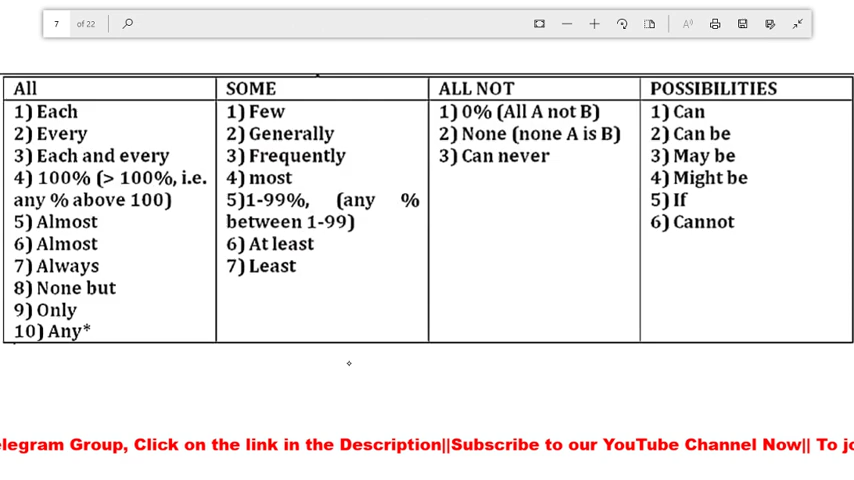 7 of 22
All
1) Each
2) Every
3) Each and every
4) 100% (> 100%, i.e.
any % above 100)
5) Almost
6) Almost
7) Always
8) None but
9) Only
10) Any*
SOME
1) Few
2) Generally
3) Frequently
4) most
5)1-99%, (any %
between 1-99)
6) At least
7) Least
ALL NOT
1) 0% (All A not B)
2) None (none A is B)
3) Can never
POSSIBILITIES
1) Can
2) Can be
3) May be
4) Might be
5) If
6) Cannot
elegram Group, Click on the link in the Description||Subscribe to our YouTube Channel Now|| To jo